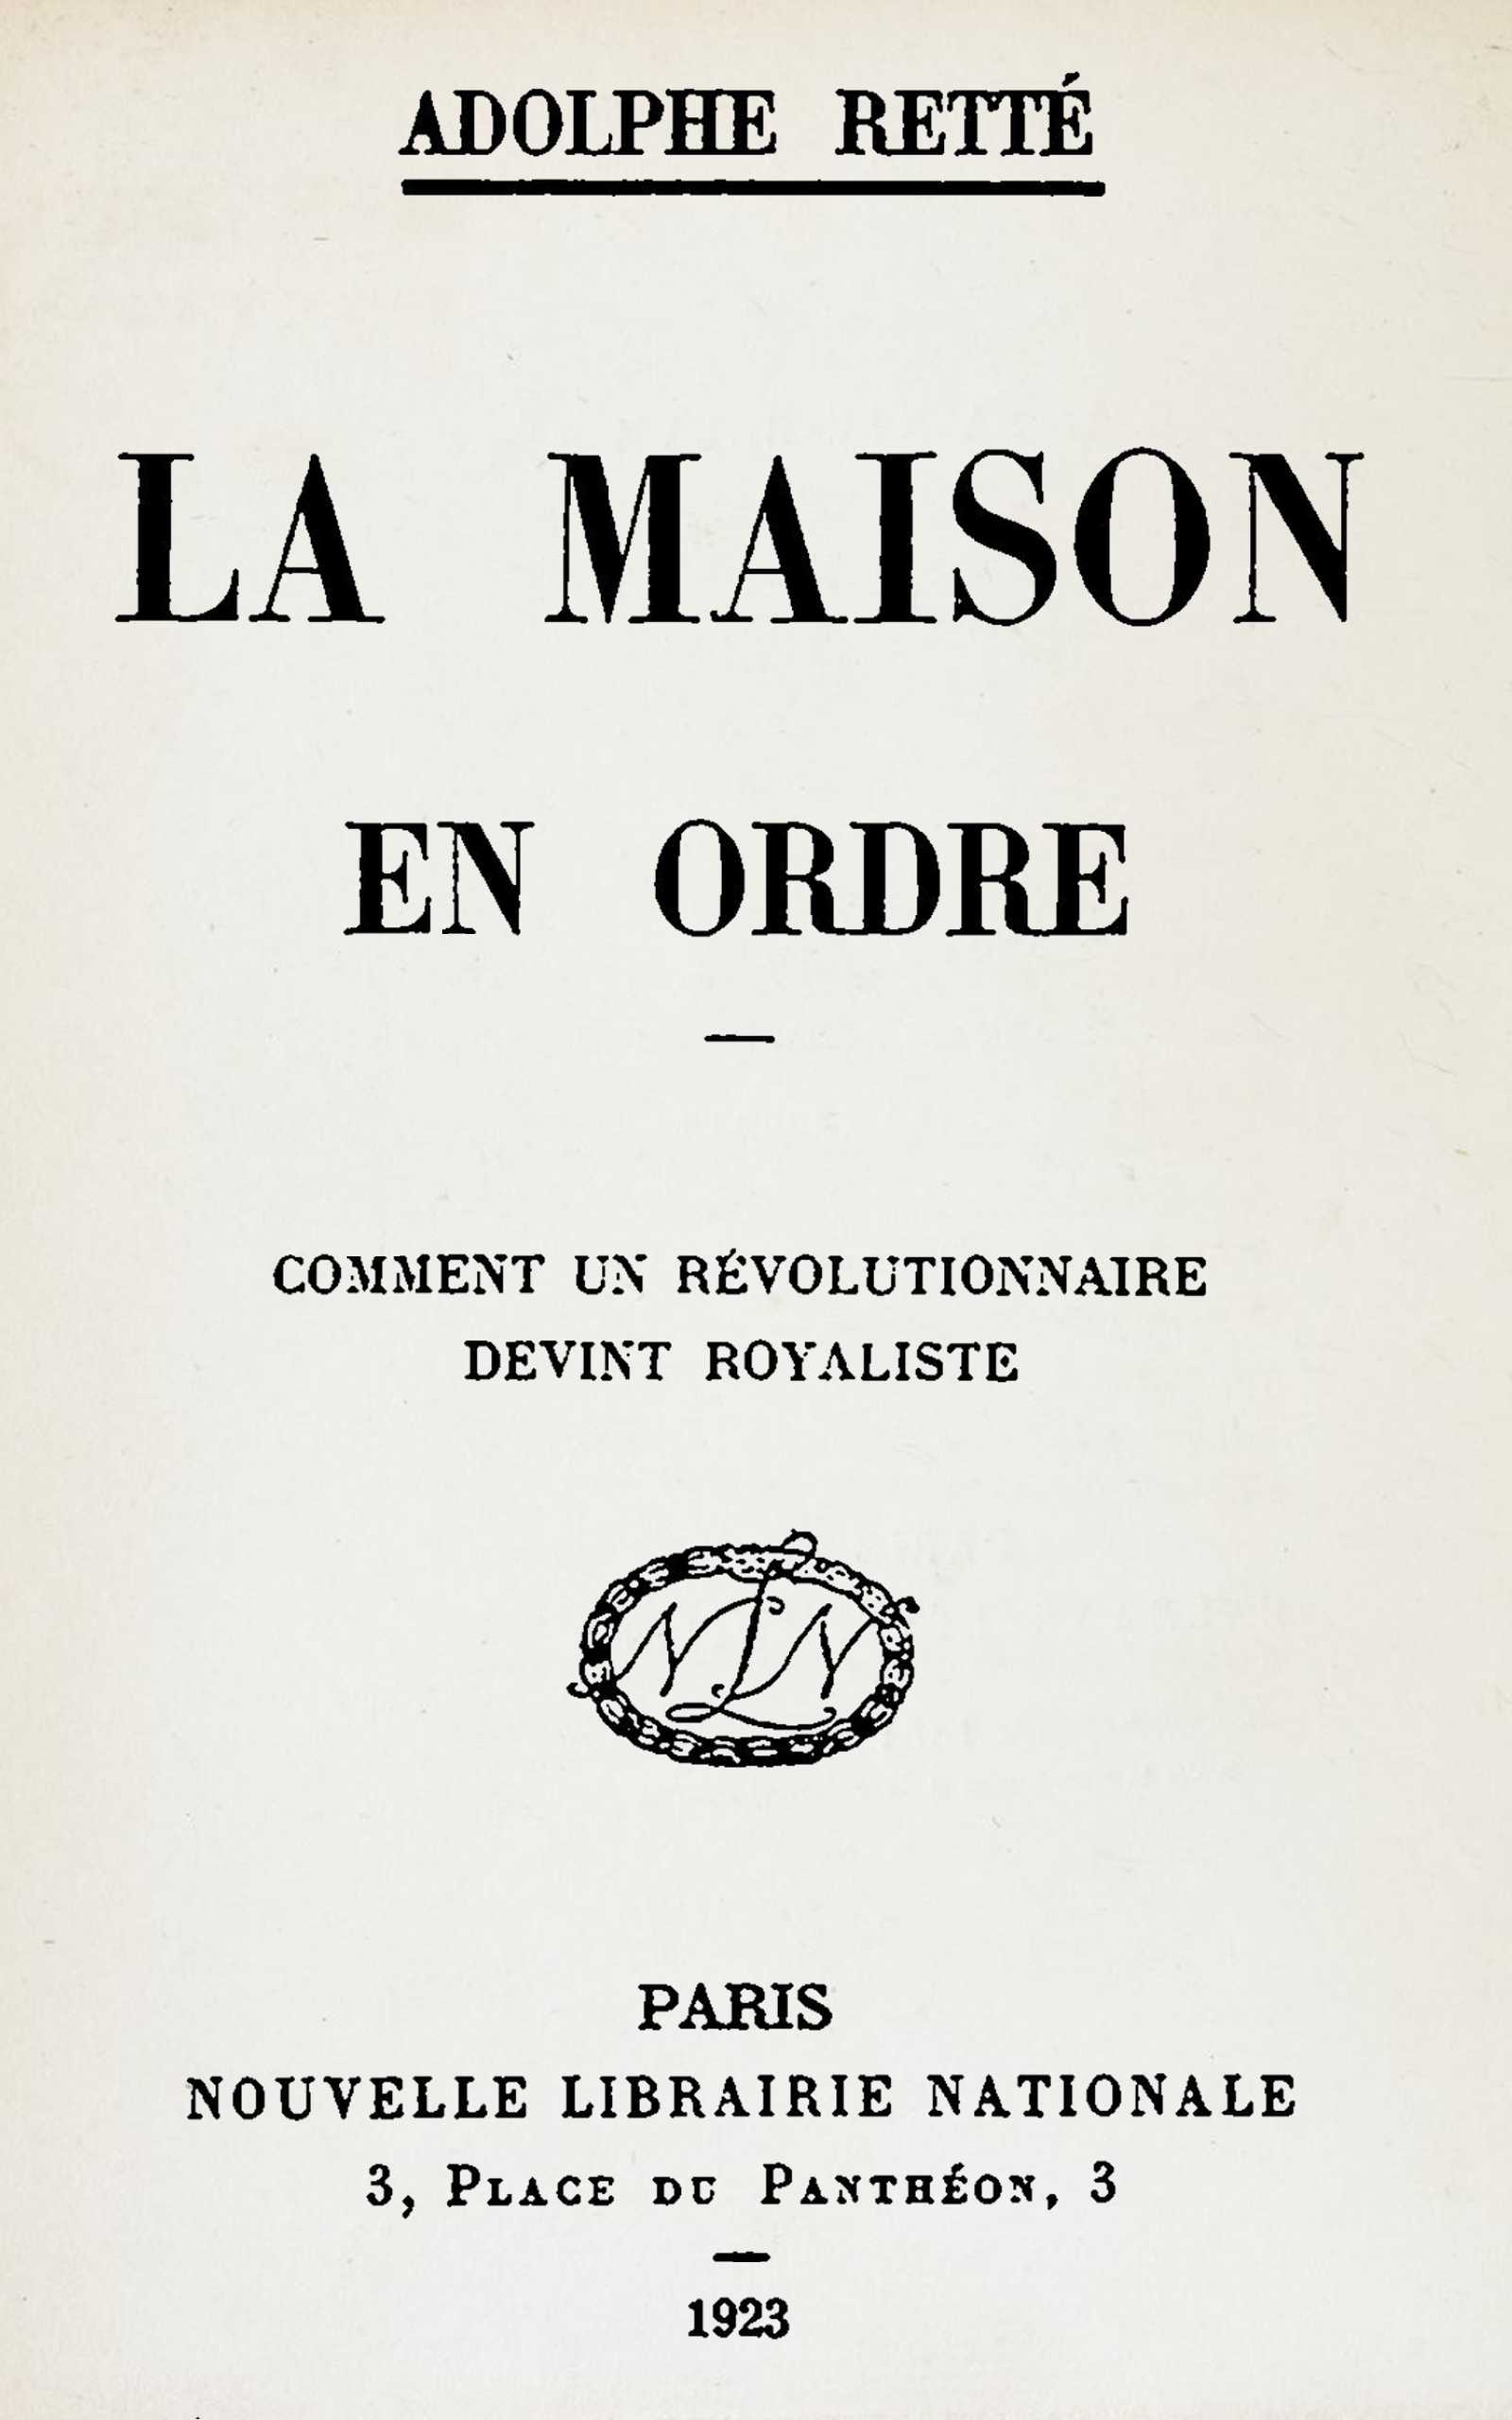 ADOLPHE RETTÉ
LA MAISON
EN ORDRE
COMMENT UN RÉVOLUTIONNAIRE
DEVINT ROYALISTE
NLN
PARIS
NOUVELLE LIBRAIRIE NATIONALE
3, PLACE DU PANTHÉON, 3
1923